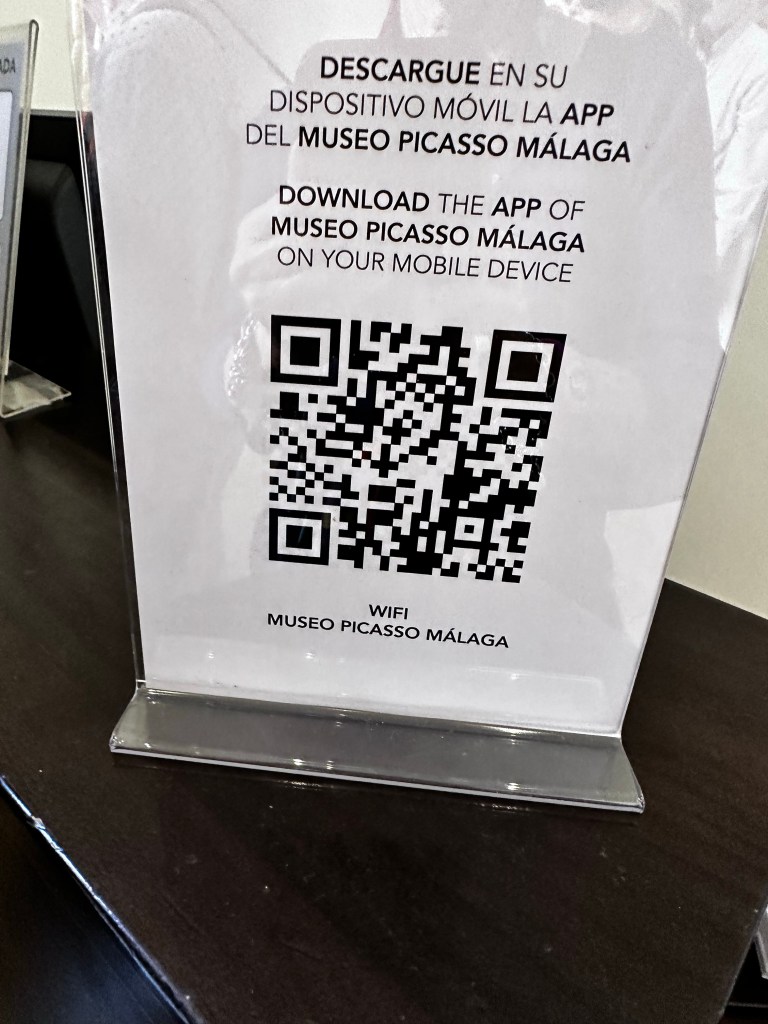 ADA
DESCARGUE EN SU
DISPOSITIVO MÓVIL LA APP
DEL MUSEO PICASSO MÁLAGA
DOWNLOAD THE APP OF
MUSEO PICASSO MÁLAGA
ON YOUR MOBILE DEVICE
WIFI
MUSEO PICASSO MÁLAGA